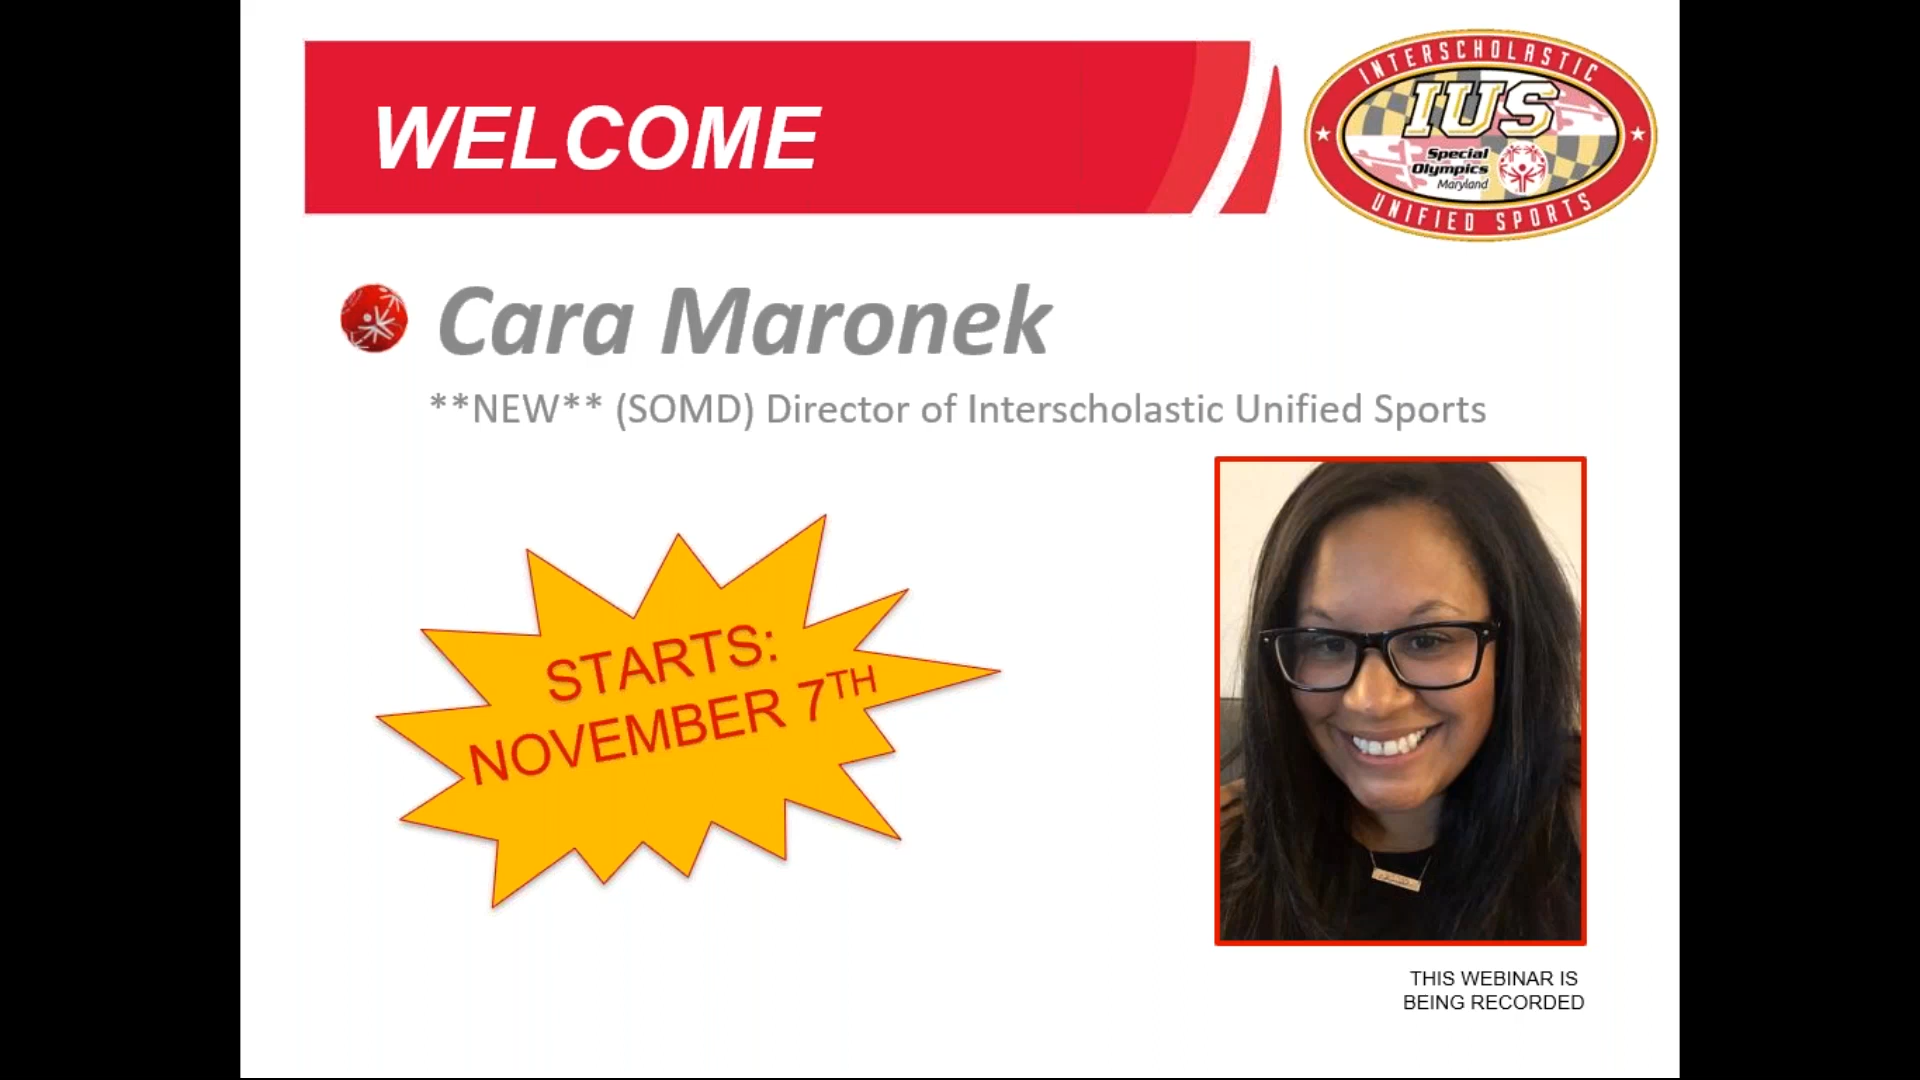 WELCOME
INTERSCHOLASTIC
IUS
Special
Olympics
Maryland
UNIFIED SPORTS
Cara Maronek
**NEW** (SOMD) Director of Interscholastic Unified Sports
STARTS:
NOVEMBER 7TH
THIS WEBINAR IS
BEING RECORDED